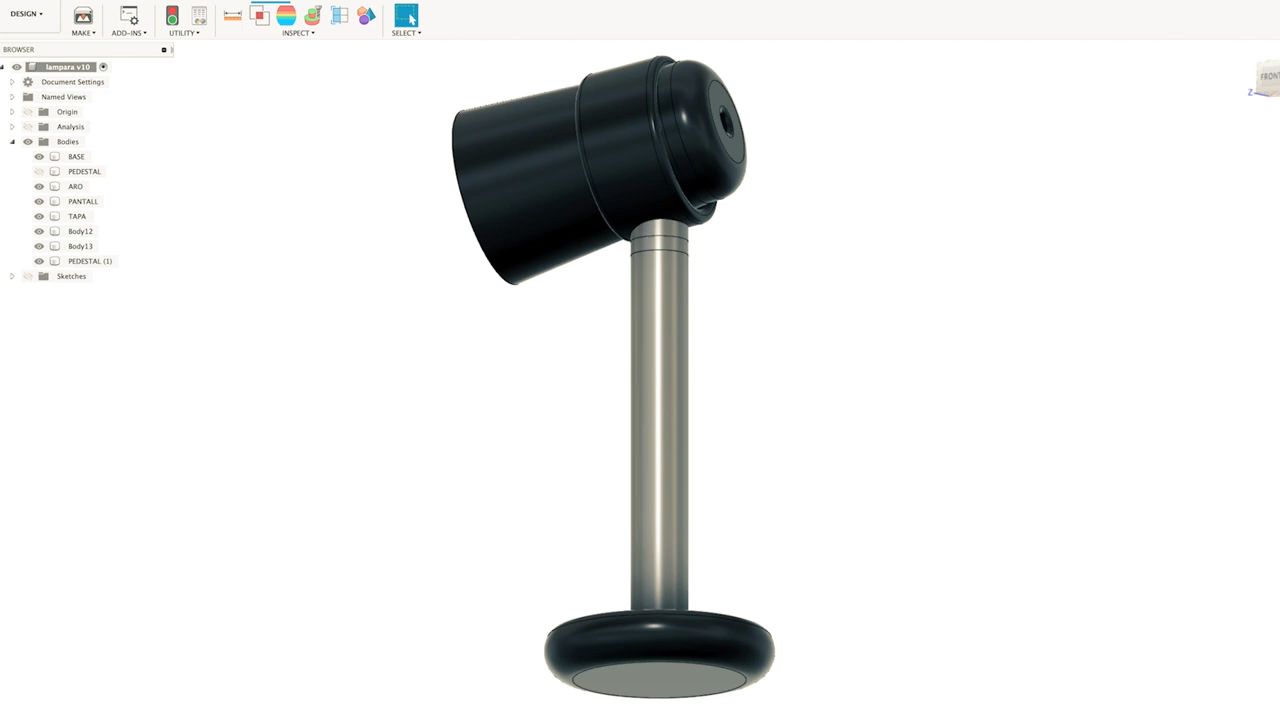 DESIGN
MAKE
ADD-INS
UTILITY
INSPECT
SELECT
BROWSER
lampara v10
Document Settings
Named Views
Origin
Analysis
Bodies
BASE
PEDESTAL
ARO
PANTALL
TAPA
Body12
Body13
PEDESTAL (1)
Sketches
FRONT
Z